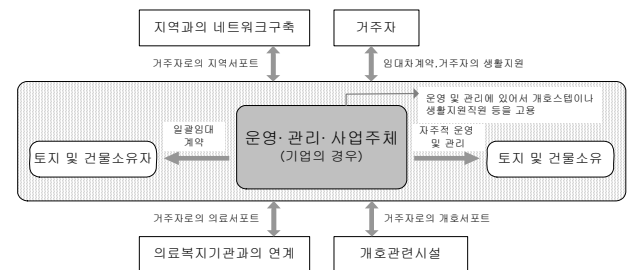 지역과의 네트워크구축
거주자
거주자로의 지역서포트
임대차계약,거주자의 생활지원
운영 및 관리에 있어서 개호스텝이나
생활지원직원 등을 고용
일괄임대
계약
운영·관리·사업주체
(기업의 경우)
자주적 운영
및 관리
토지 및 건물소유자
토지 및 건물소유
거주자로의 의료서포트
거주자로의 개호서포트
의료복지기관과의 연계
개호관련시설